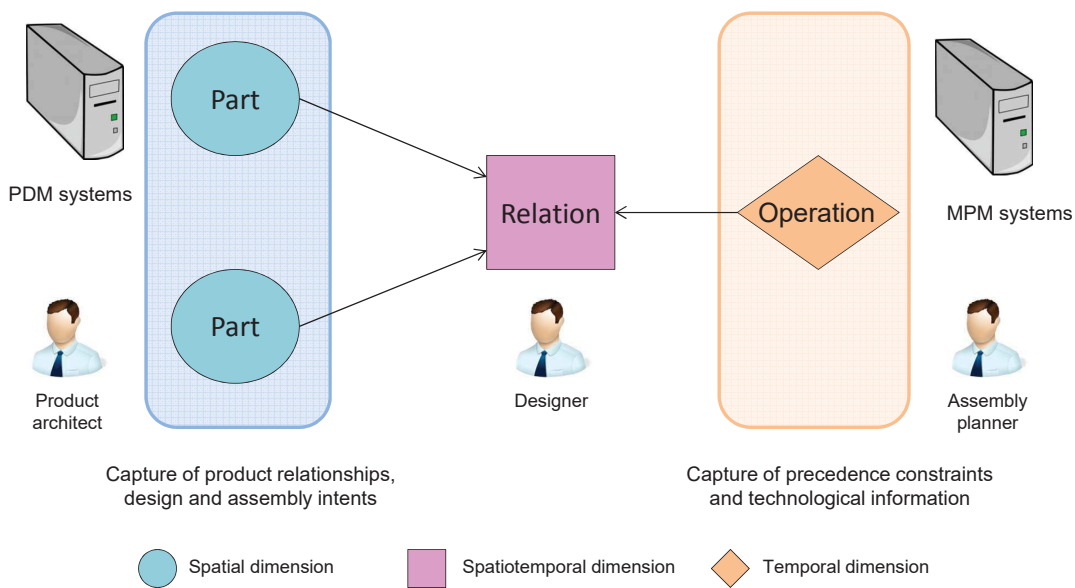 Part
PDM systems
Relation
Operation
MPM systems
Part
Product
architect
Designer
Assembly
planner
Capture of product relationships,
design and assembly intents
Capture of precedence constraints
and technological information
Spatial dimension
Spatiotemporal dimension
Temporal dimension